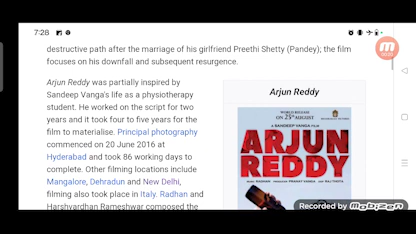 7:28
destructive path after the marriage of his girlfriend Preethi Shetty (Pandey); the film
focuses on his downfall and subsequent resurgence.
Arjun Reddy was partially inspired by
Sandeep Vanga's life as a physiotherapy
student. He worked on the script for two
years and it took four to five years for the
film to materialise. Principal photography
commenced on 20 June 2016 at
Hyderabad and took 86 working days to
complete. Other filming locations include
Mangalore, Dehradun and New Delhi,
filming also took place in Italy. Radhan and
Harshvardhan Rameshwar composed the
Arjun Reddy
WORLD RELEASE
ON 25TH AUGUST
A SANDEEP VANGA FILM
ARJUN
REDDY
Recorded by Mobizen